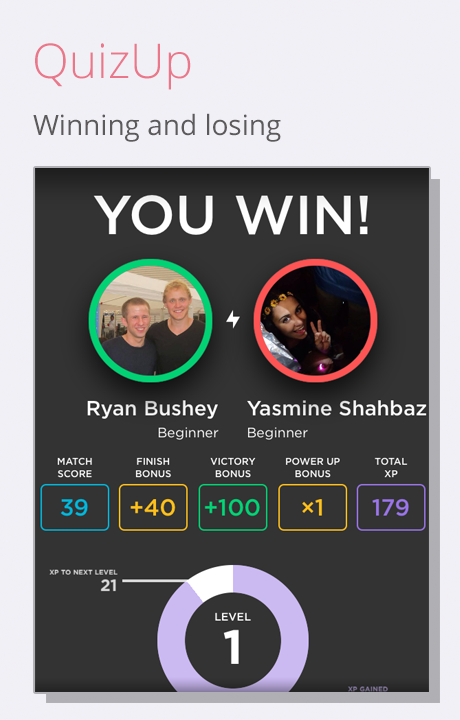 QuizUp
Winning and losing
YOU WIN!
Ryan Bushey
Yasmine Shahbaz
Beginner
Beginner
MATCH SCORE
FINISH BONUS
VICTORY BONUS
POWER UP BONUS
TOTAL XP
39
+40
+100
×1
179
XP TO NEXT LEVEL
21
LEVEL
1
XP GAINED